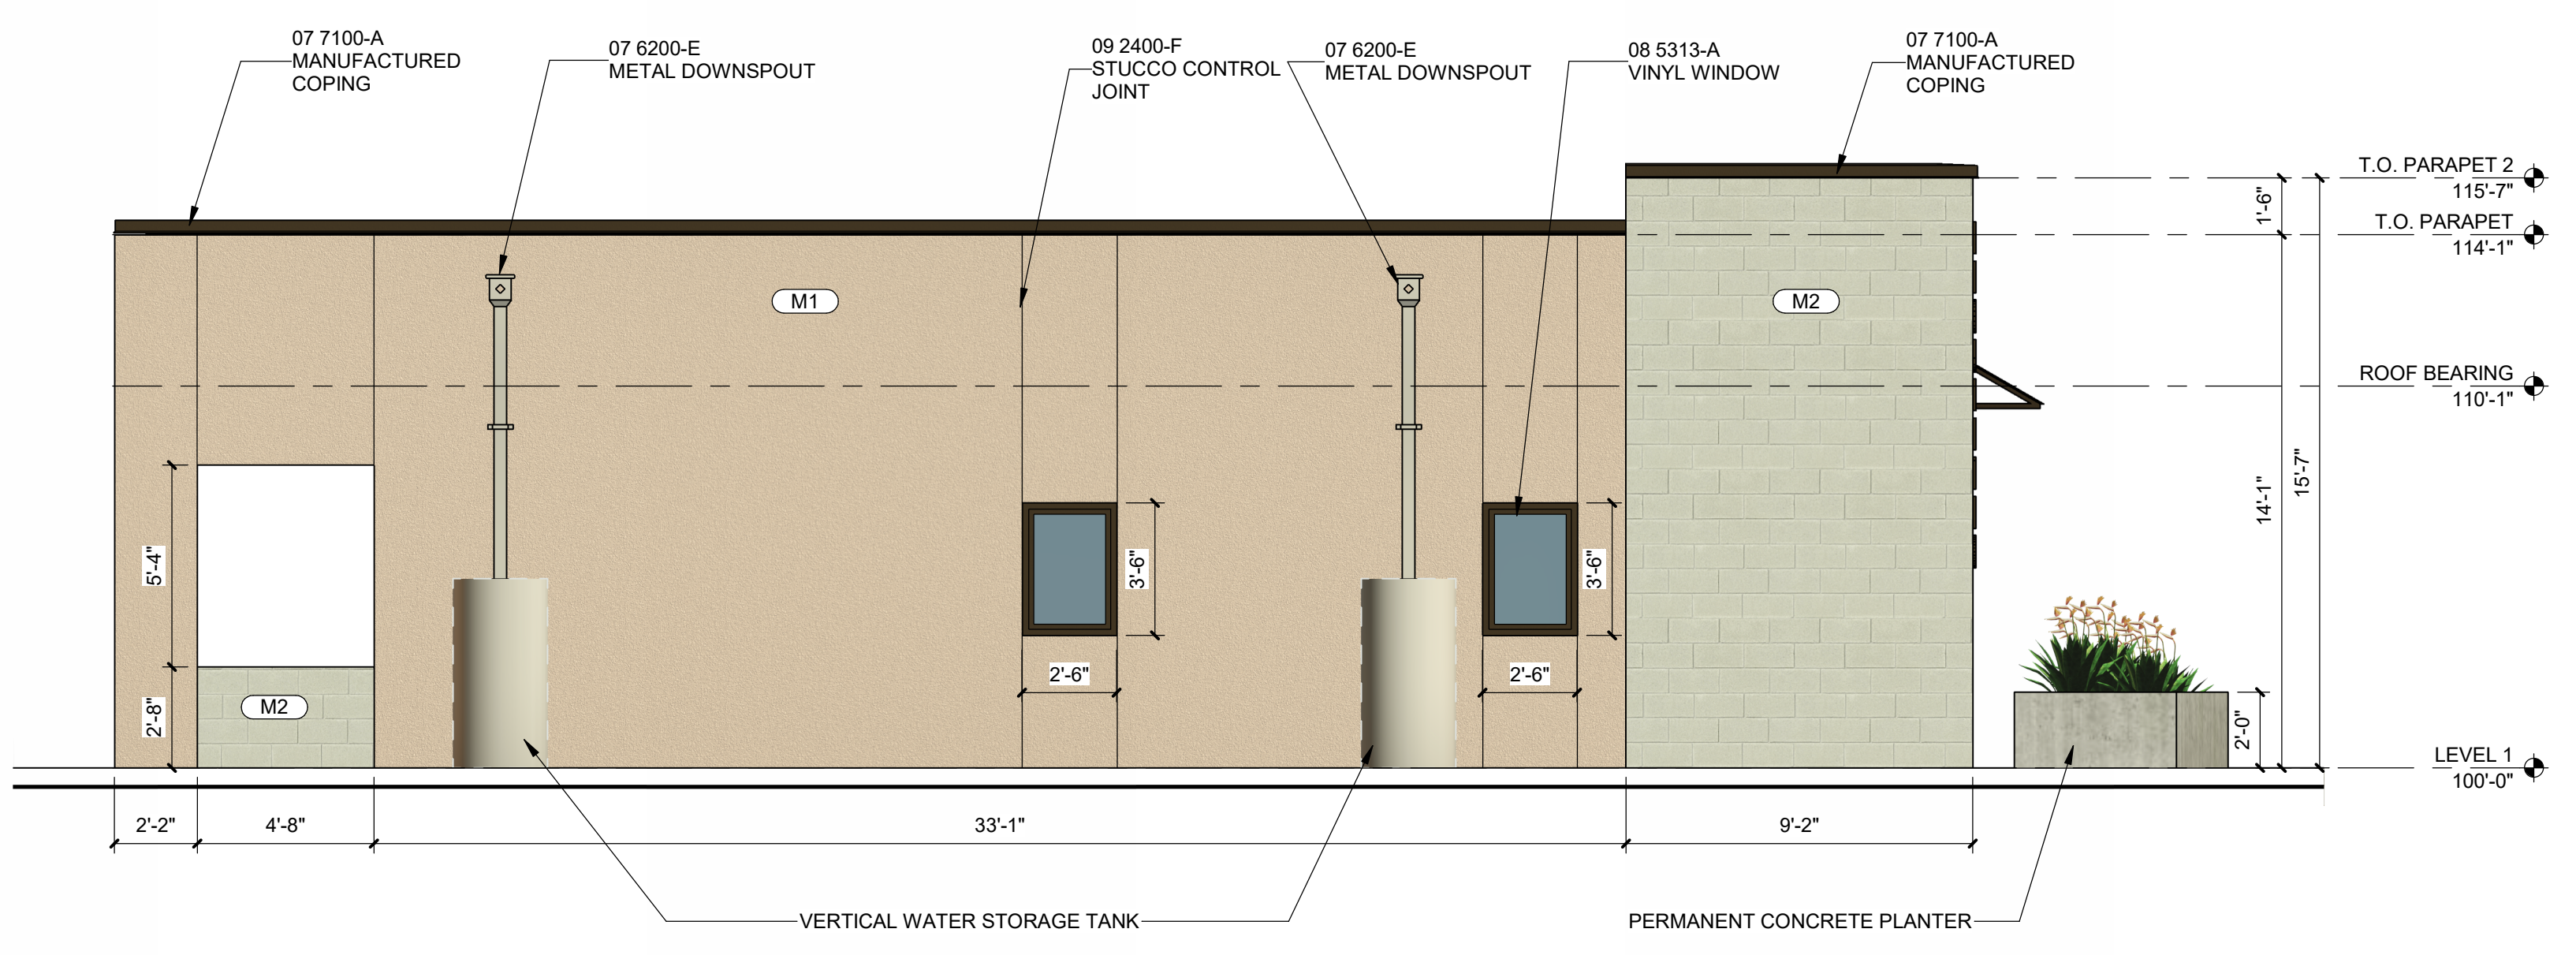 07 7100-A
MANUFACTURED
COPING
07 6200-E
METAL DOWNSPOUT
09 2400-F
STUCCO CONTROL
JOINT
07 6200-E
METAL DOWNSPOUT
08 5313-A
VINYL WINDOW
07 7100-A
MANUFACTURED
COPING
T.O. PARAPET 2
115'-7"
1'-6"
T.O. PARAPET
114'-1"
M1
M2
ROOF BEARING
110'-1"
14'-1"
15'-7"
5'-4"
3'-6"
3'-6"
2'-6"
2'-6"
2'-8"
M2
2'-0"
LEVEL 1
100'-0"
2'-2"
4'-8"
33'-1"
9'-2"
VERTICAL WATER STORAGE TANK
PERMANENT CONCRETE PLANTER